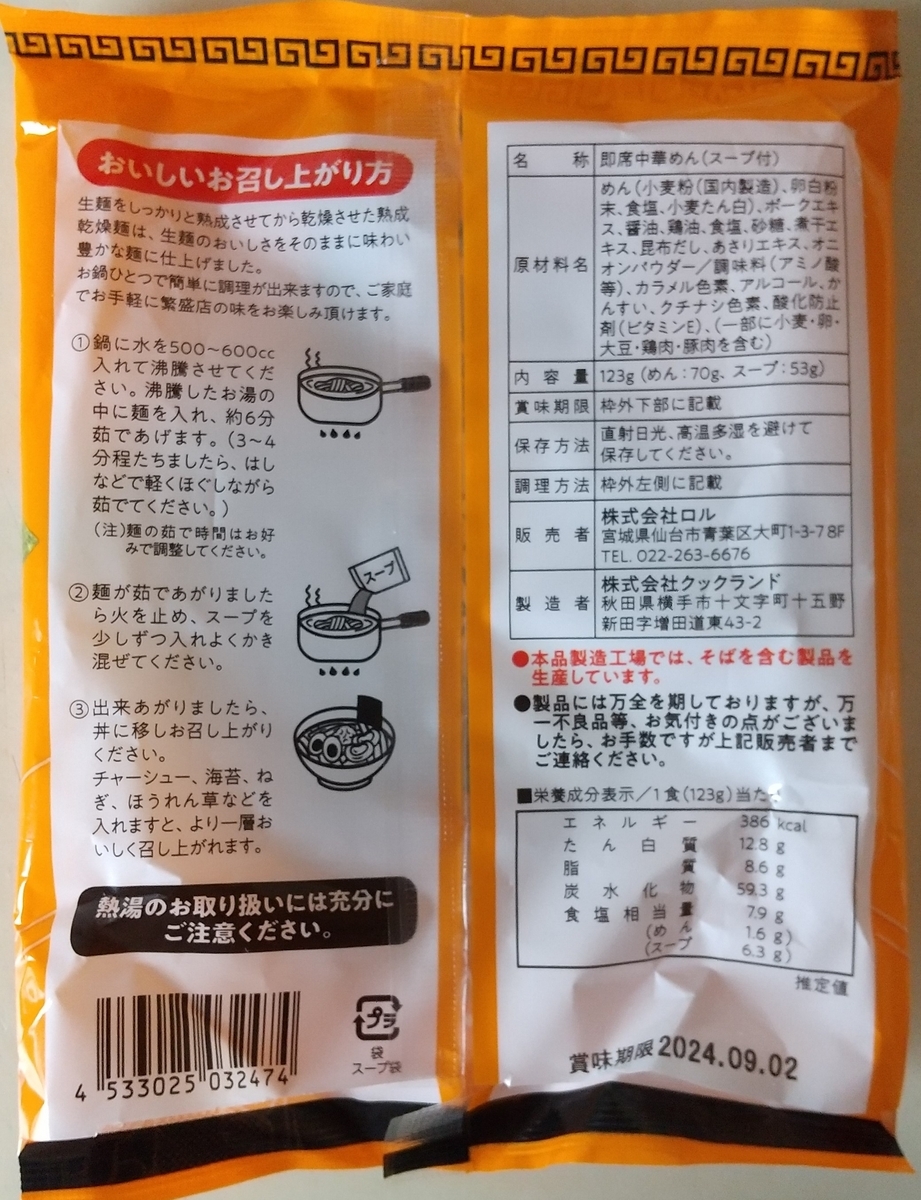 おいしいお召し上がり方
生麺をしっかりと熟成させてから乾燥させた熟成
乾燥麺は、生麺のおいしさをそのままに味わい
豊かな麺に仕上げました。
お鍋ひとつで簡単に調理が出来ますので、ご家庭
でお手軽に繁盛店の味をお楽しみ頂けます。
①鍋に水を500〜600cc
入れて沸騰させてくだ
さい。沸騰したお湯の
中に麺を入れ、約6分
茹であげます。(3〜4
分程たちましたら、はし
などで軽くほぐしながら
茹でてください。)
(注)麺の茹で時間はお好
みで調整してください。
スープ
②麺が茹であがりました
ら火を止め、スープを
少しずつ入れよくかき
混ぜてください。
③出来あがりましたら、
丼に移しお召し上がり
ください。
チャーシュー、海苔、ね
ぎ、ほうれん草などを
入れますと、より一層お
いしく召し上がれます。
熱湯のお取り扱いには充分に
ご注意ください。
4 533025 032474
プラ
袋
スープ袋
名称 即席中華めん(スープ付)
原材料名 めん(小麦粉(国内製造)、卵白粉
末、食塩、小麦たん白)、ポークエキ
ス、醤油、鶏油、食塩、砂糖、煮干エ
キス、昆布だし、あさりエキス、オニ
オンパウダー/調味料(アミノ酸
等)、カラメル色素、アルコール、か
んすい、クチナシ色素、酸化防止
剤(ビタミンE)、(一部に小麦・卵・
大豆・鶏肉・豚肉を含む)
内容量 123g(めん:70g、スープ:53g)
賞味期限 枠外下部に記載
保存方法 直射日光、高温多湿を避けて
保存してください。
調理方法 枠外左側に記載
販売者 株式会社ロル
宮城県仙台市青葉区大町1-3-7 8F
TEL. 022-263-6676
製造者 株式会社クックランド
秋田県横手市十文字町十五野
新田字増田道東43-2
●本品製造工場では、そばを含む製品を
生産しています。
●製品には万全を期しておりますが、万
一不良品等、お気付きの点がございま
したら、お手数ですが上記販売者まで
ご連絡ください。
■栄養成分表示/1食(123g)当たり
エネルギー 386 kcal
たん白質 12.8 g
脂質 8.6 g
炭水化物 59.3 g
食塩相当量 7.9 g
(めん 1.6 g)
(スープ 6.3 g)
推定値
賞味期限 2024.09.02